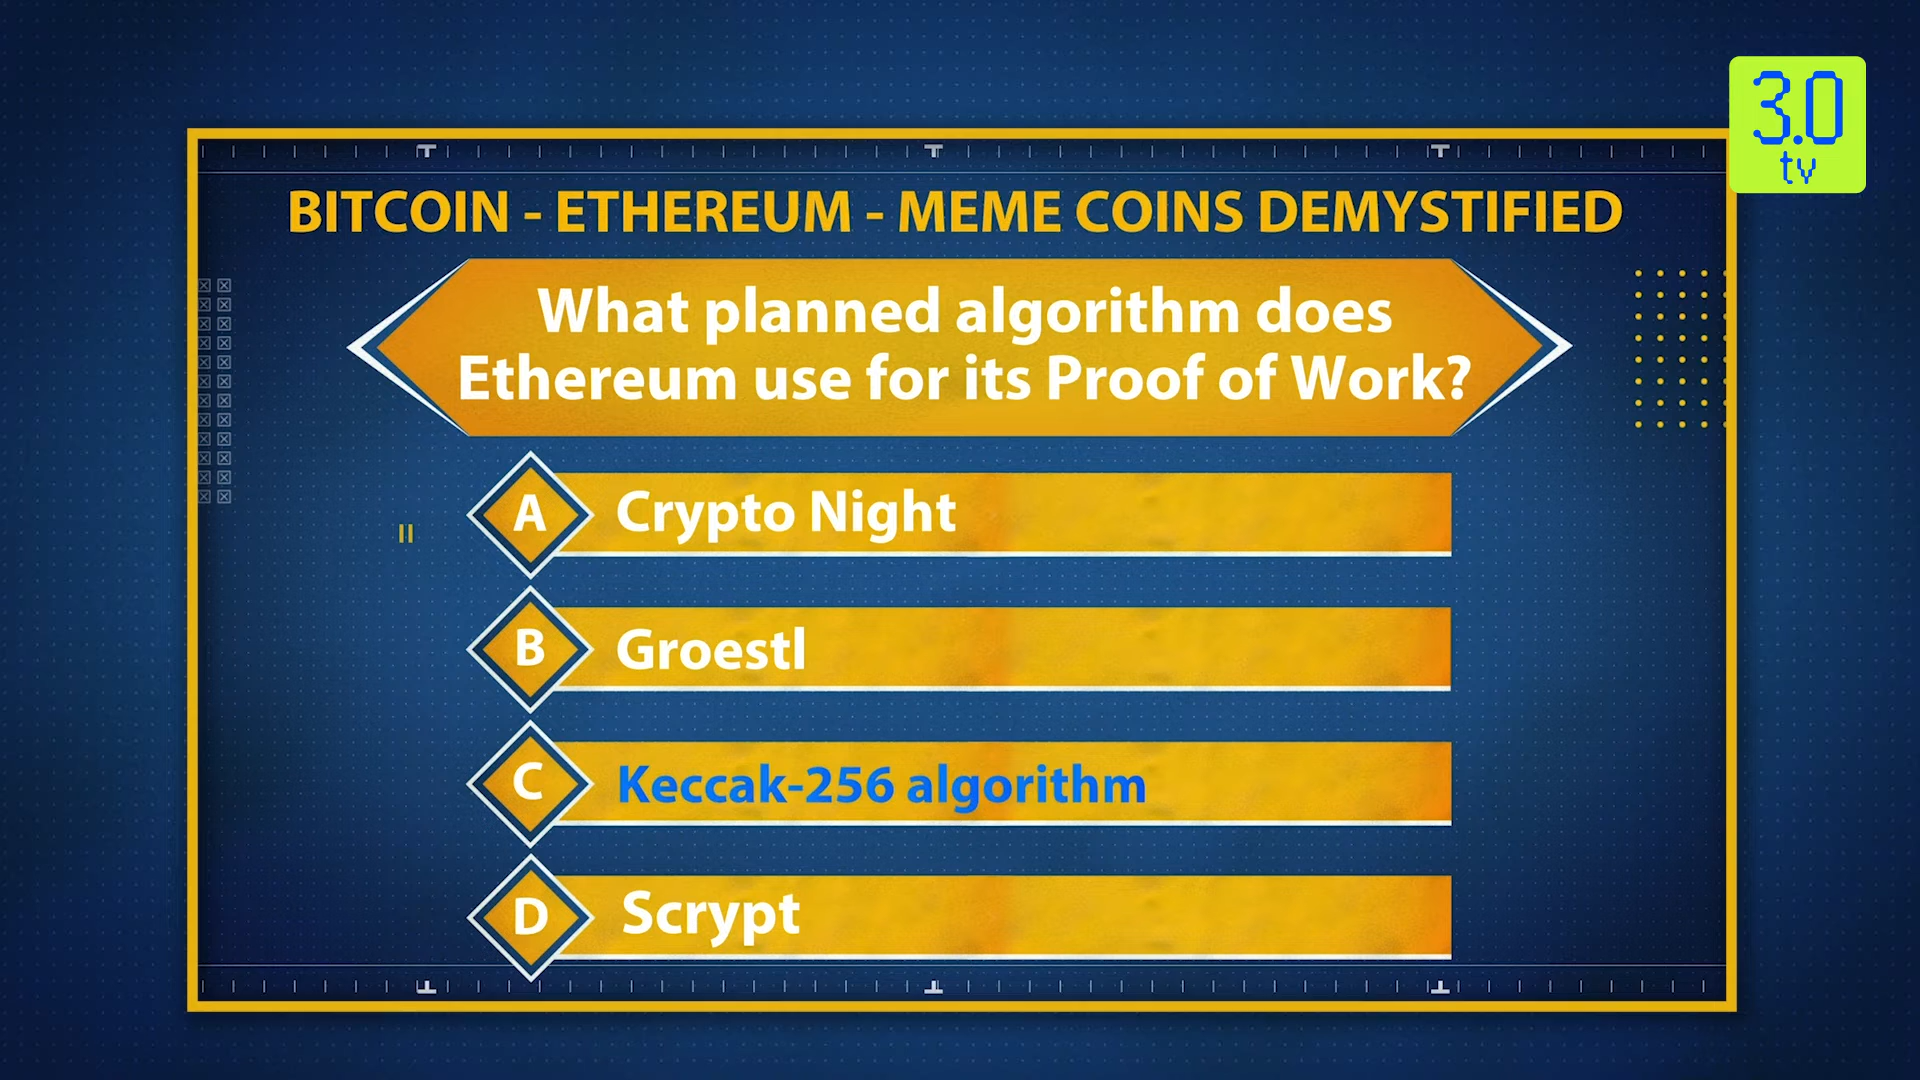 3.0
tv
BITCOIN - ETHEREUM - MEME COINS DEMYSTIFIED
What planned algorithm does
Ethereum use for its Proof of Work?
A Crypto Night
B Groestl
C Keccak-256 algorithm
D Scrypt